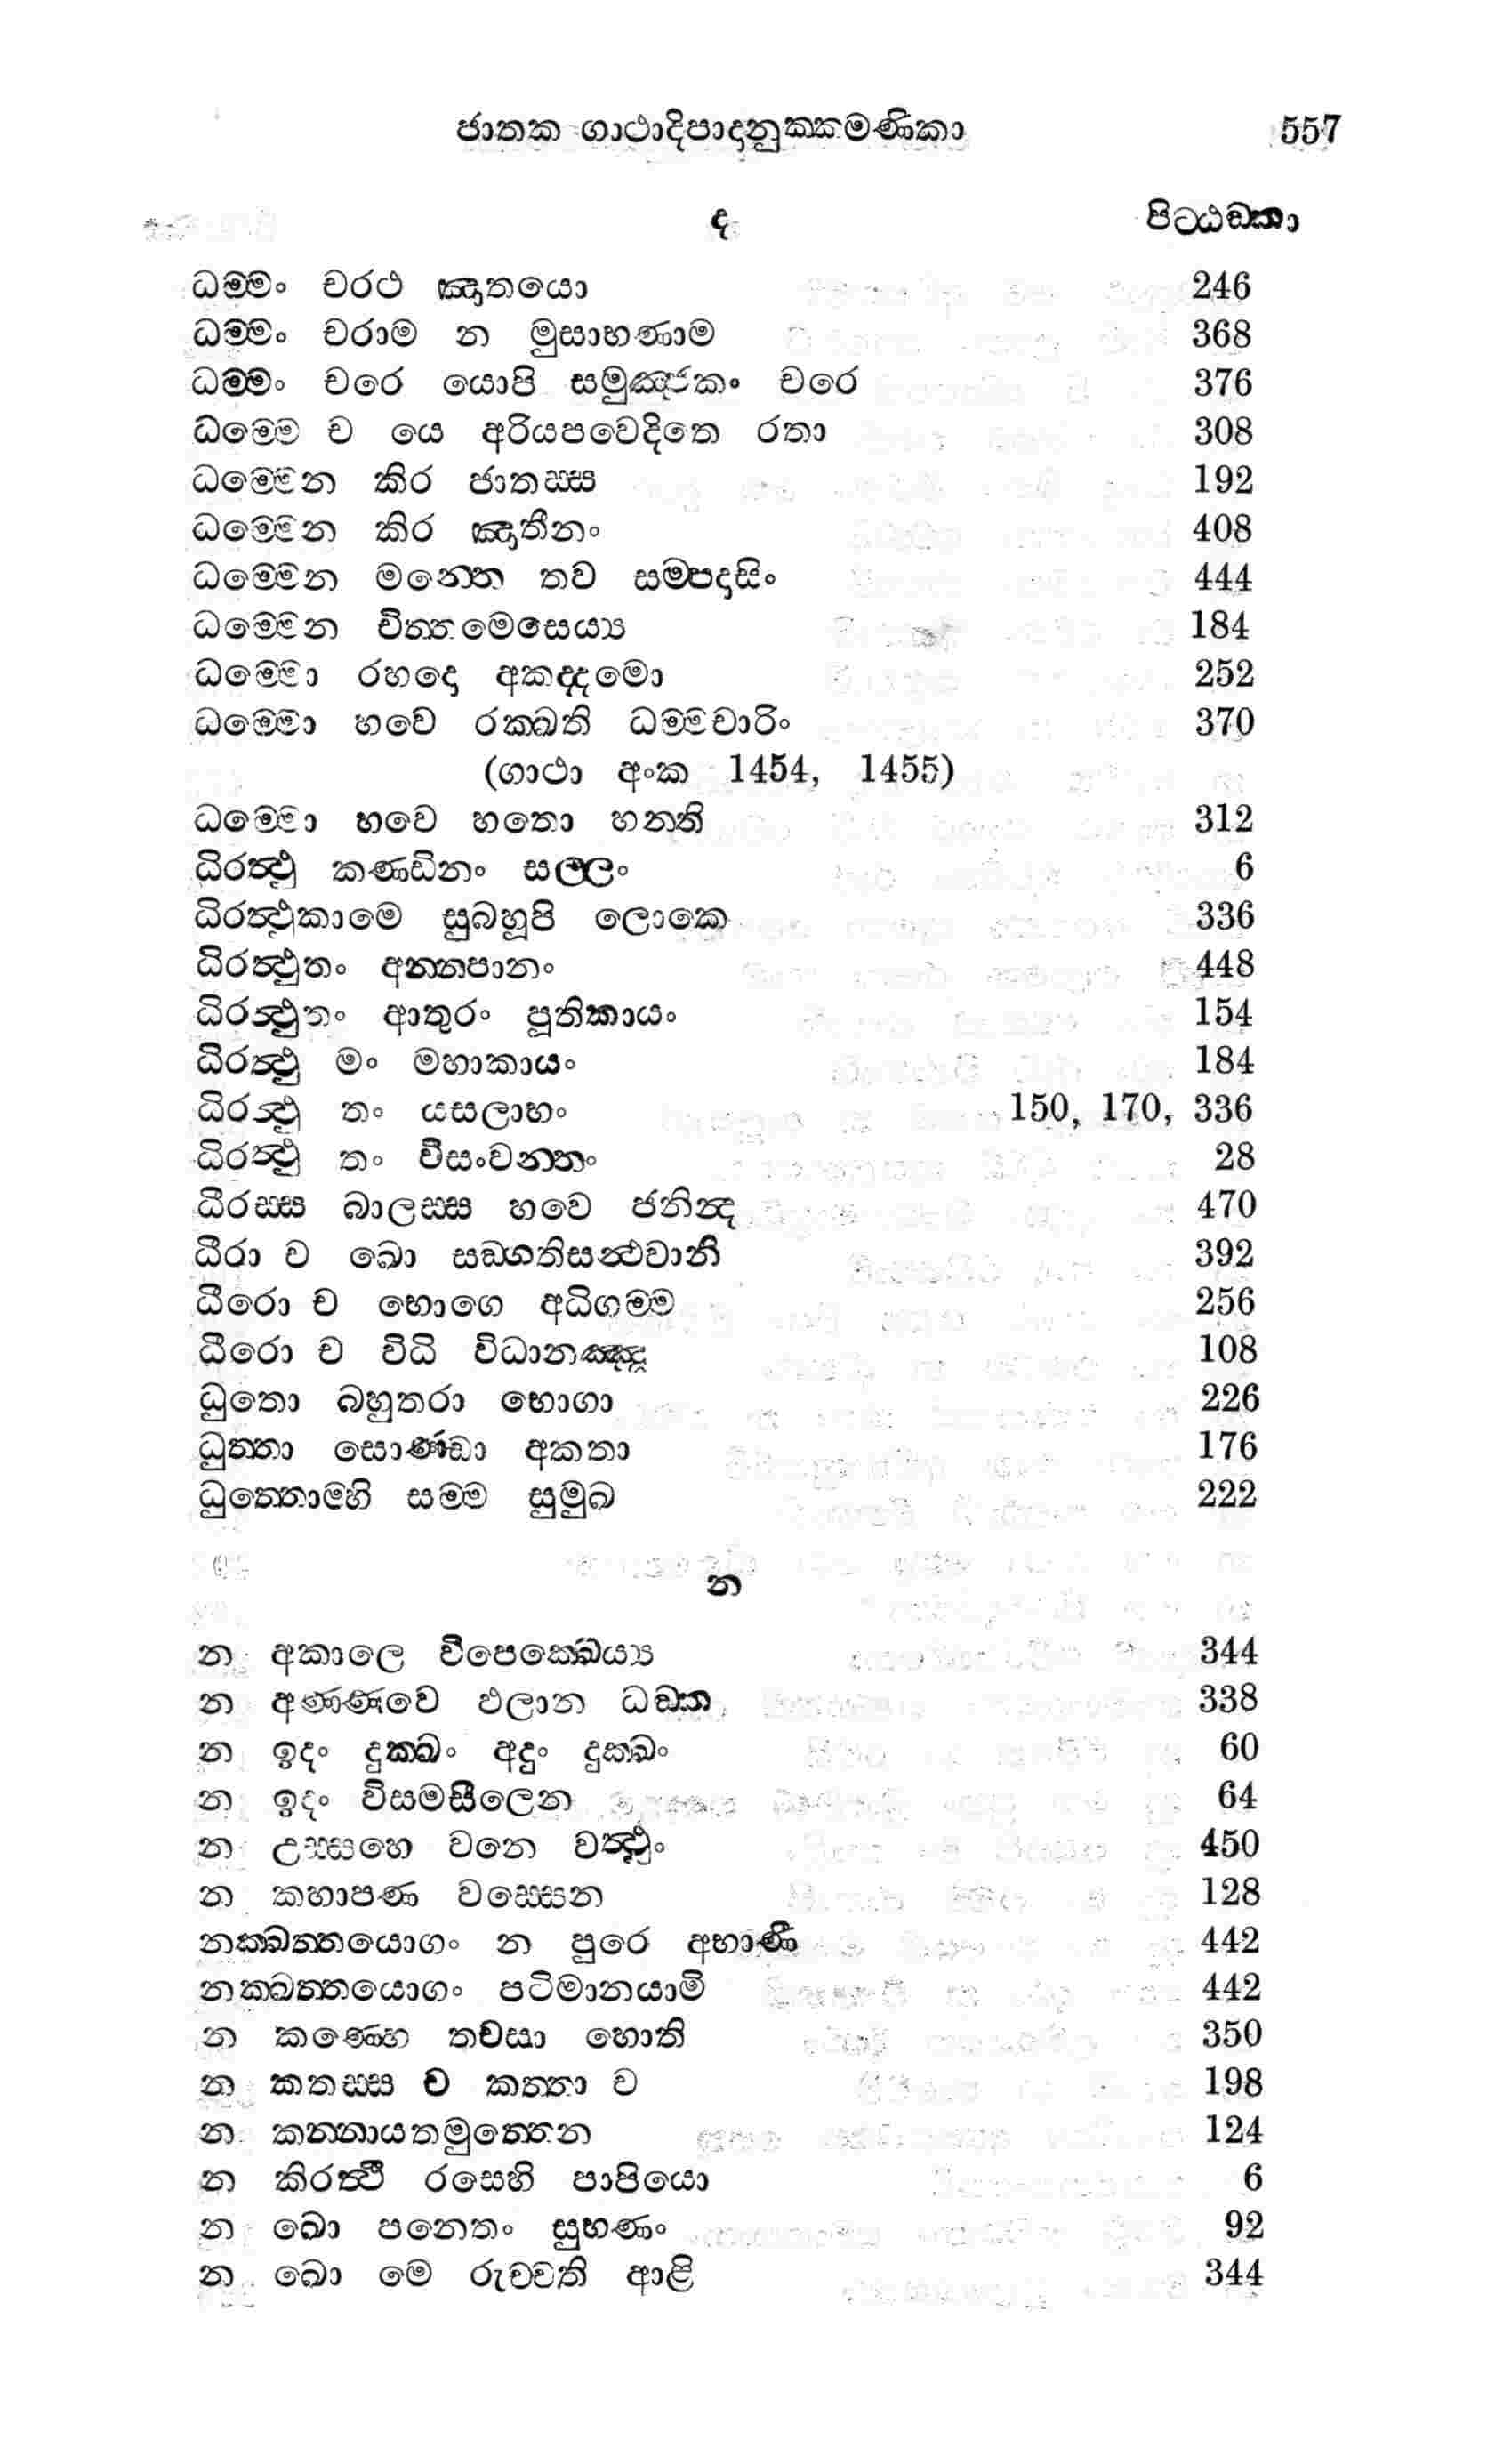 ජාතක ගාථාදිපාදානුක්කමණිකා 557
ද පිට්ඨඞ්කා
ධම්මං චරථ ඤාතයො 246
ධම්මං චරාම න මුසාභණාම 368
ධම්මං චරෙ යොපි සමුඤ්ජකං චරෙ 376
ධම්මෙ ච යෙ අරියපවෙදිතෙ රතා 308
ධම්මෙන කිර ජාතස්ස 192
ධම්මෙන කිර ඤාතීනං 408
ධම්මෙන මන්තෙ තව සම්පදාසිං 444
ධම්මෙන චිත්තමෙසෙය්‍ය 184
ධම්මො රහදො අකද්දමො 252
ධම්මො හවෙ රක්ඛති ධම්මචාරිං 370
(ගාථා අංක 1454, 1455)
ධම්මො හවෙ හතො හන්ති 312
ධිරත්ථු කණ්ඩිනං සල්ලං 6
ධිරත්ථුකාමෙ සුබහූපි ලොකෙ 336
ධිරත්ථුතං අන්නපානං 448
ධිරත්ථුතං ආතුරං පූතිකායං 154
ධිරත්ථු මං මහාකායං 184
ධිරත්ථු තං යසලාභං 150, 170, 336
ධිරත්ථු තං විසංවන්තං 28
ධීරස්ස බාලස්ස හවෙ ජනින්ද 470
ධීරා ච ඛො සඞ්ගතිසන්ථවානි 392
ධීරො ච භොගෙ අධිගම්ම 256
ධීරො ච විධි විධානඤ්ඤූ 108
ධුතො බහුතරා භොගා 226
ධුත්තා සොණ්ඩා අකතා 176
ධුත්තොම්හි සම්ම සුමුඛ 222
න
න අකාලෙ විපෙක්ඛෙය්‍ය 344
න අණ්ණවෙ ඵලාන ධඞ්ක 338
න ඉදං දුක්ඛං අදුං දුක්ඛං 60
න ඉදං විසමසීලෙන 64
න උස්සහෙ වනෙ වත්ථුං 450
න කහාපණ වස්සෙන 128
නක්ඛත්තයොගං න පුරෙ අභාණී 442
නක්ඛත්තයොගං පටිමානයාමි 442
න කණ්හෙ තචසා හොති 350
න කතස්ස ච කත්තා ච 198
න කන්නායතමුත්තෙන 124
න කිරත්ථි රසෙහි පාපියො 6
න ඛො පනෙතං සුභණං 92
න ඛො මෙ රුච්චති ආළි 344